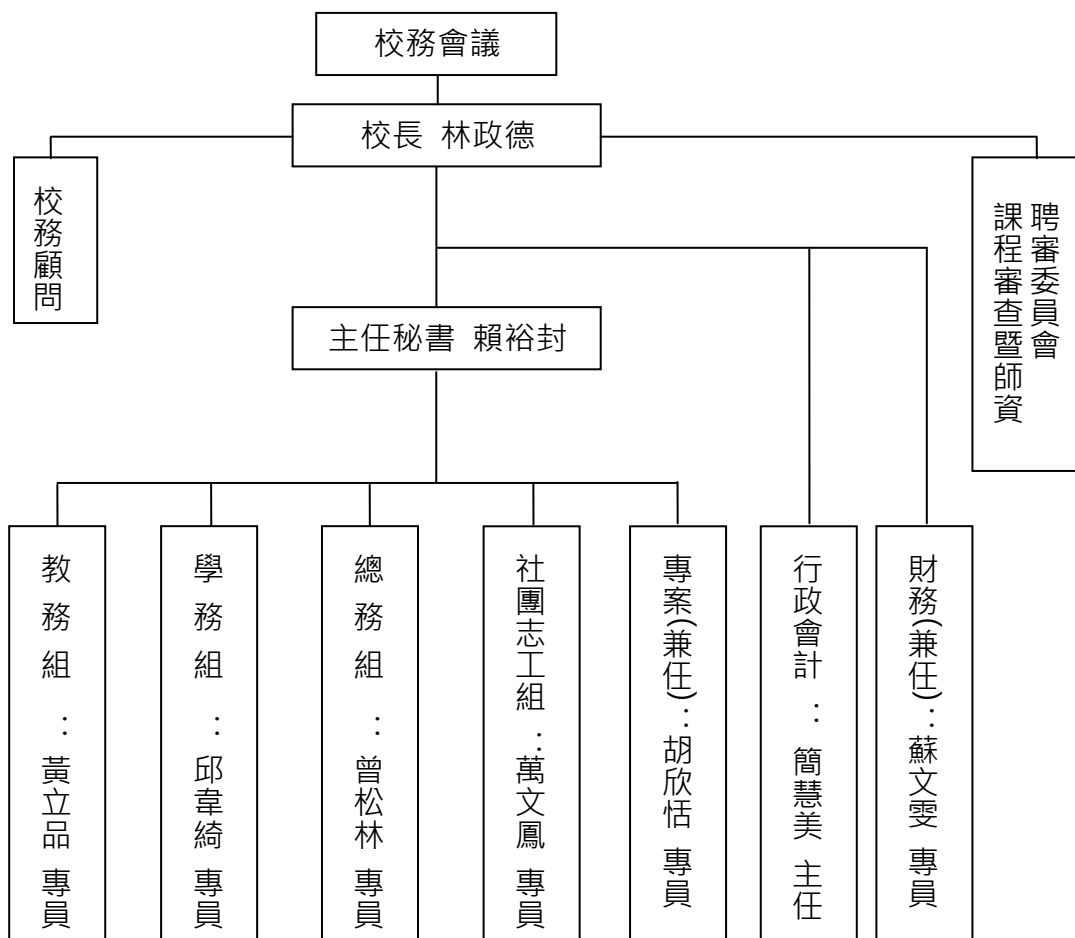 校務會議
校長 林政德
校務顧問
課程審查暨師資
聘審委員會
主任秘書 賴裕封
教務組：黃立品 專員
學務組：邱韋綺 專員
總務組：曾松林 專員
社團志工組：萬文鳳 專員
專案(兼任)：胡欣恬 專員
行政會計：簡慧美 主任
財務(兼任)：蘇文雯 專員